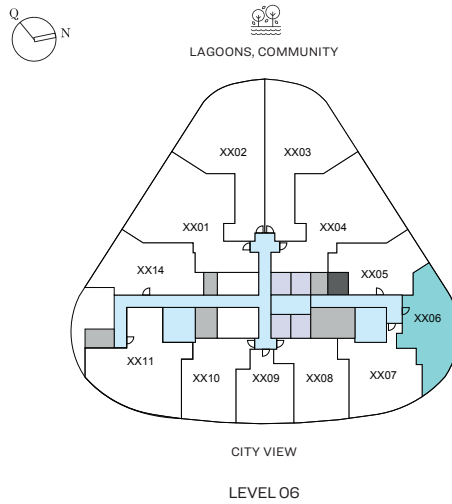 Q
N
LAGOONS, COMMUNITY
XX02
XX03
XX01
XX04
XX14
XX05
XX06
XX11
XX10
XX09
XX08
XX07
CITY VIEW
LEVEL 06